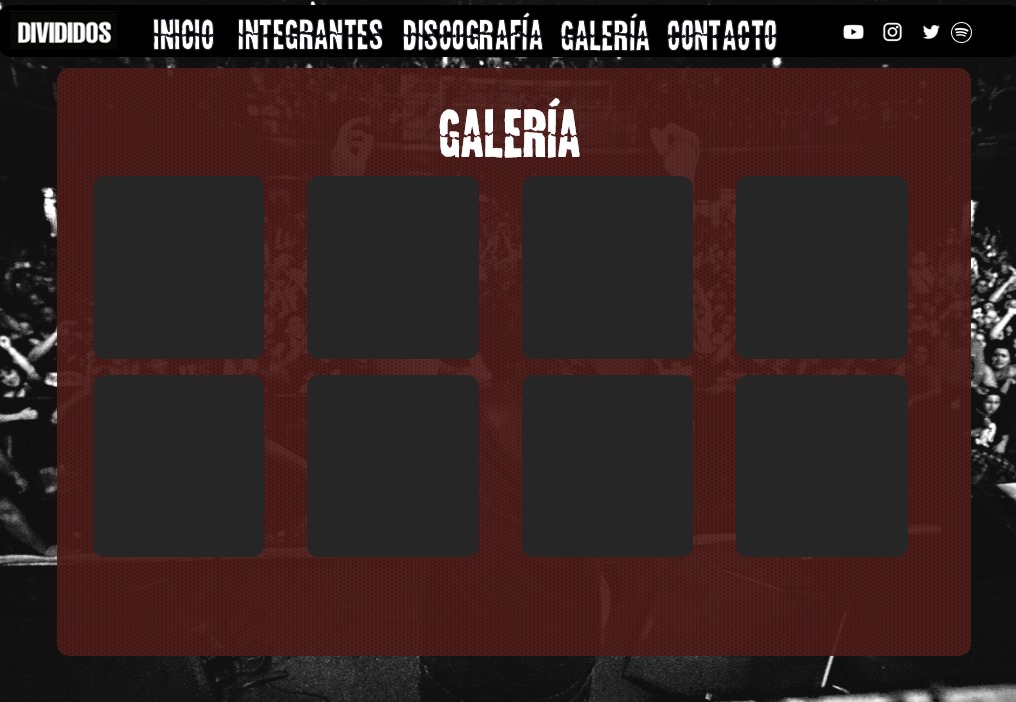 DIVIDIDOS INICIO INTEGRANTES DISCOGRAFÍA GALERÍA CONTACTO
GALERÍA